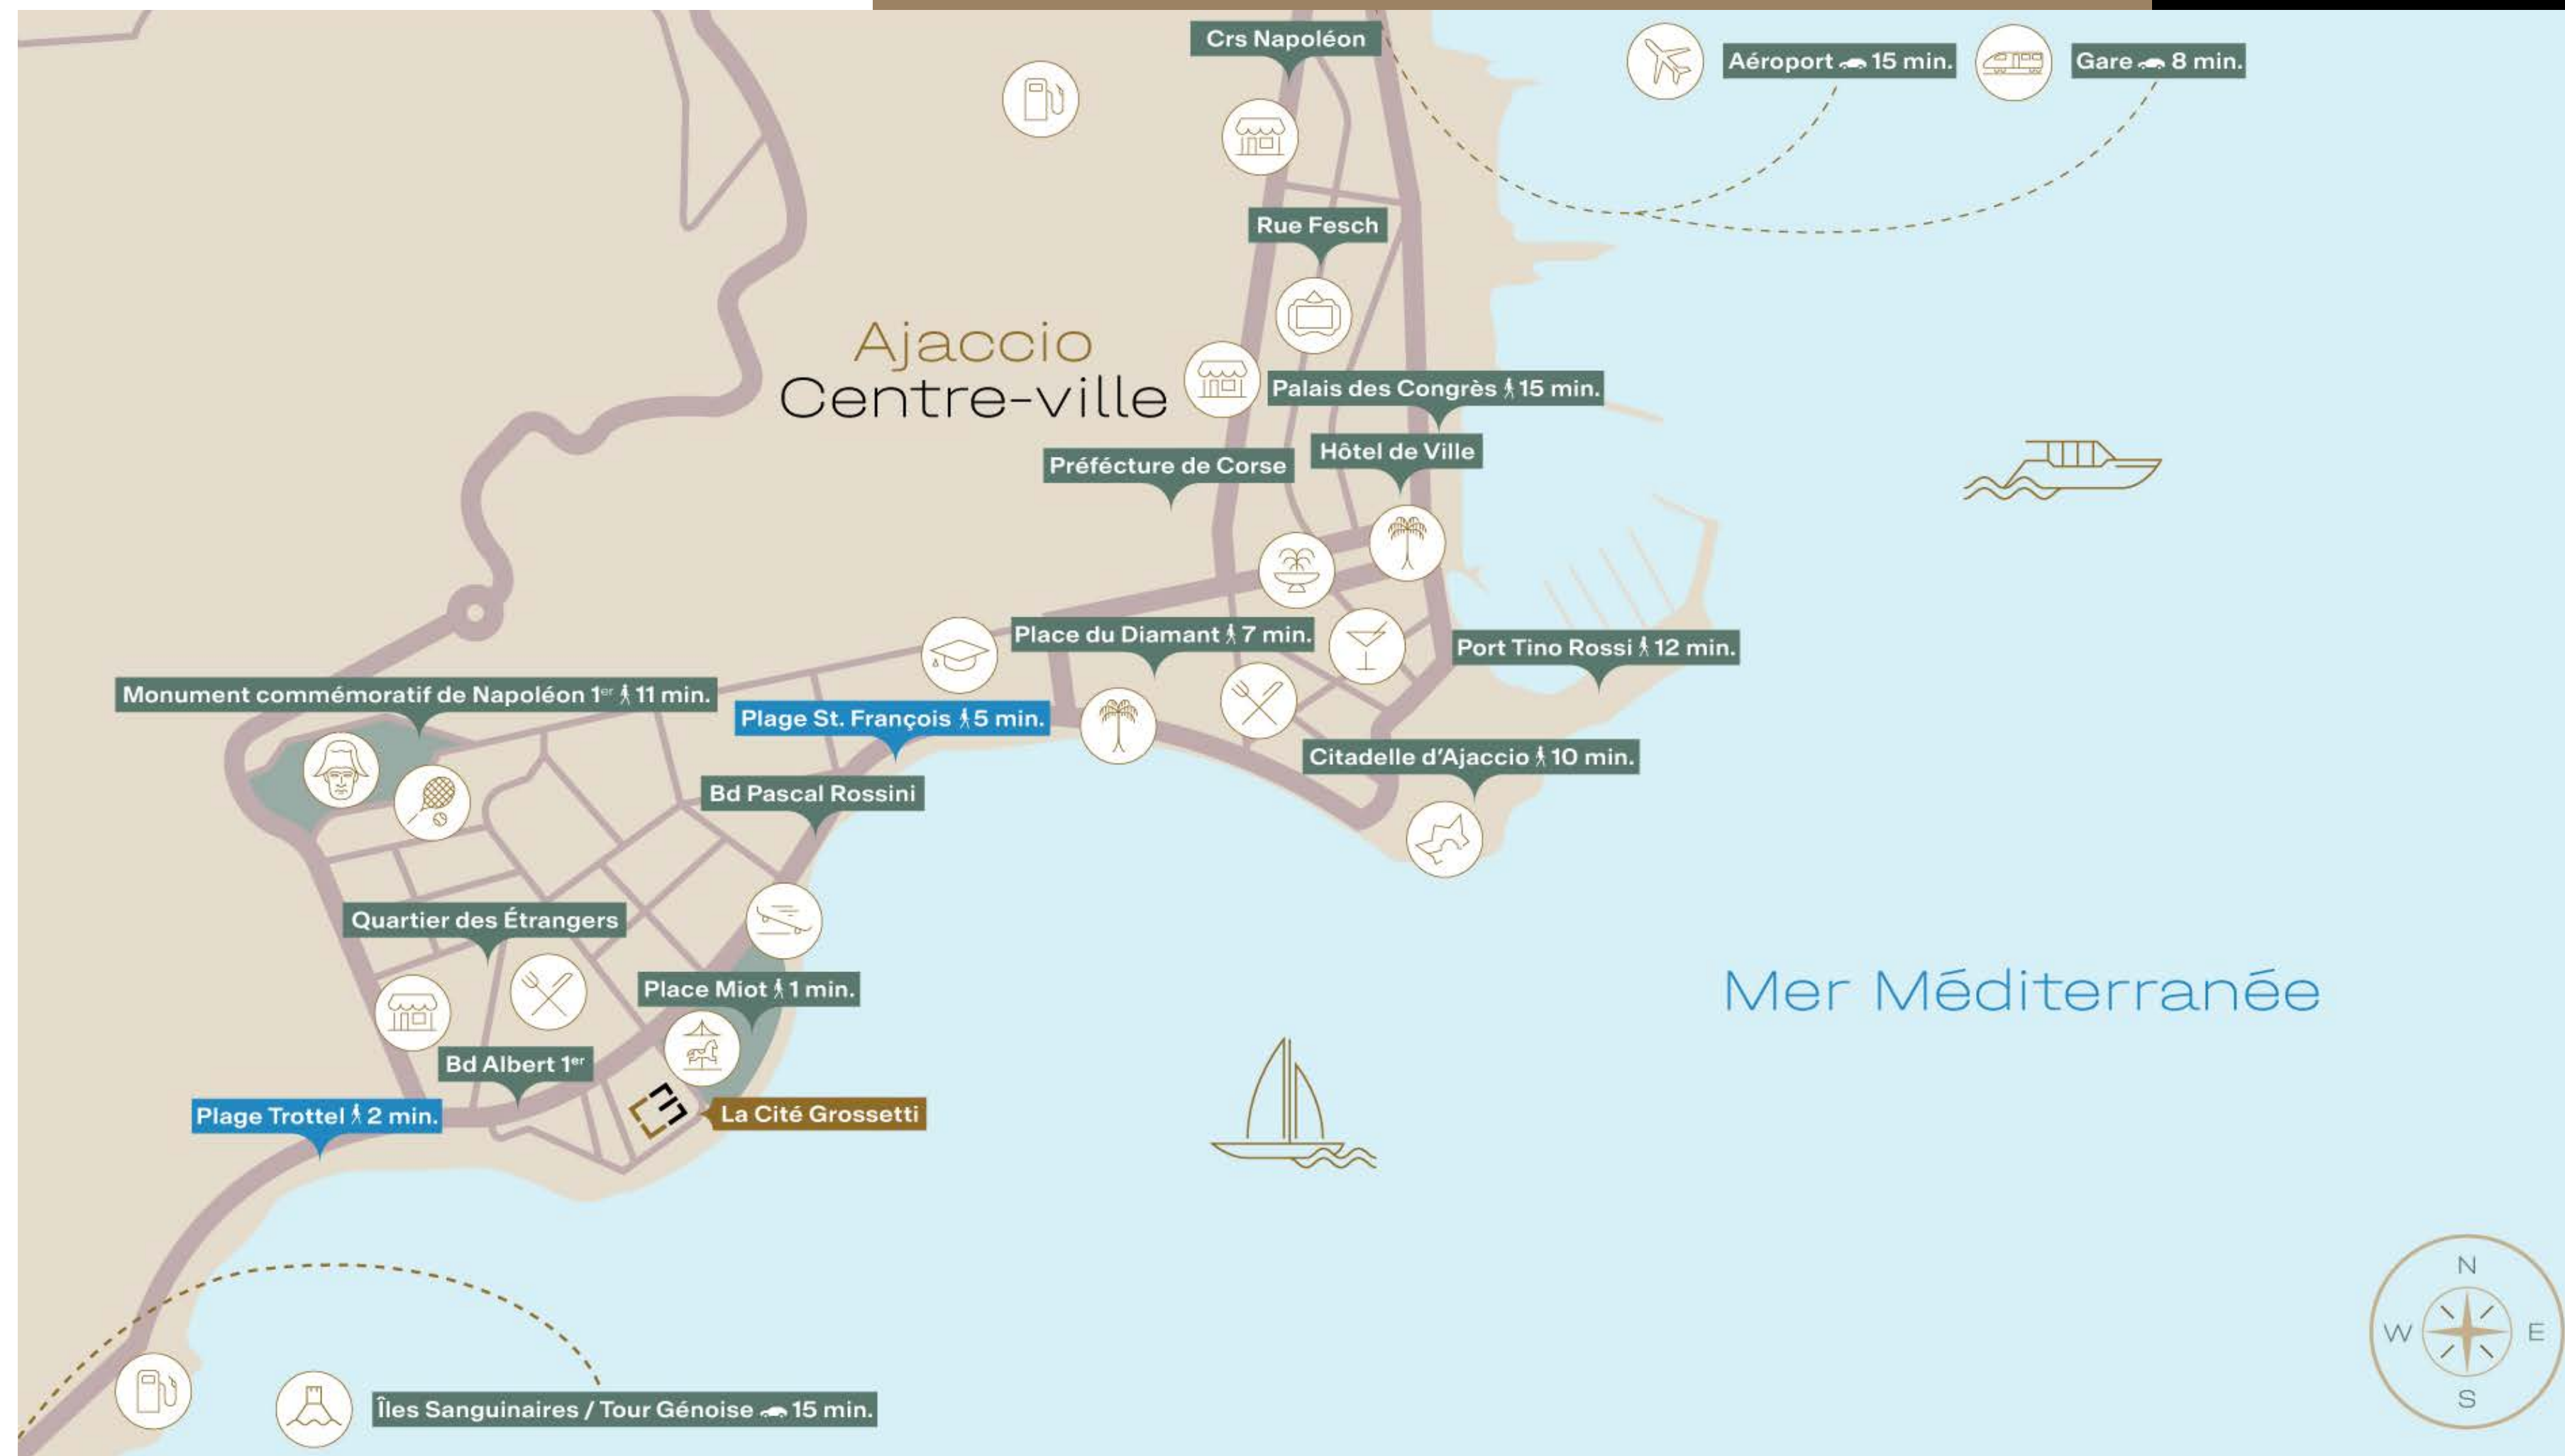 Crs Napoléon
Aéroport 15 min.
Gare 8 min.
Rue Fesch
Ajaccio
Centre-ville
Palais des Congrès 15 min.
Hôtel de Ville
Préfécture de Corse
Place du Diamant 7 min.
Port Tino Rossi 12 min.
Monument commémoratif de Napoléon 1er 11 min.
Plage St. François 5 min.
Citadelle d'Ajaccio 10 min.
Bd Pascal Rossini
Quartier des Étrangers
Place Miot 1 min.
Mer Méditerranée
Bd Albert 1er
Plage Trottel 2 min.
La Cité Grossetti
N
W
E
S
Îles Sanguinaires / Tour Génoise 15 min.